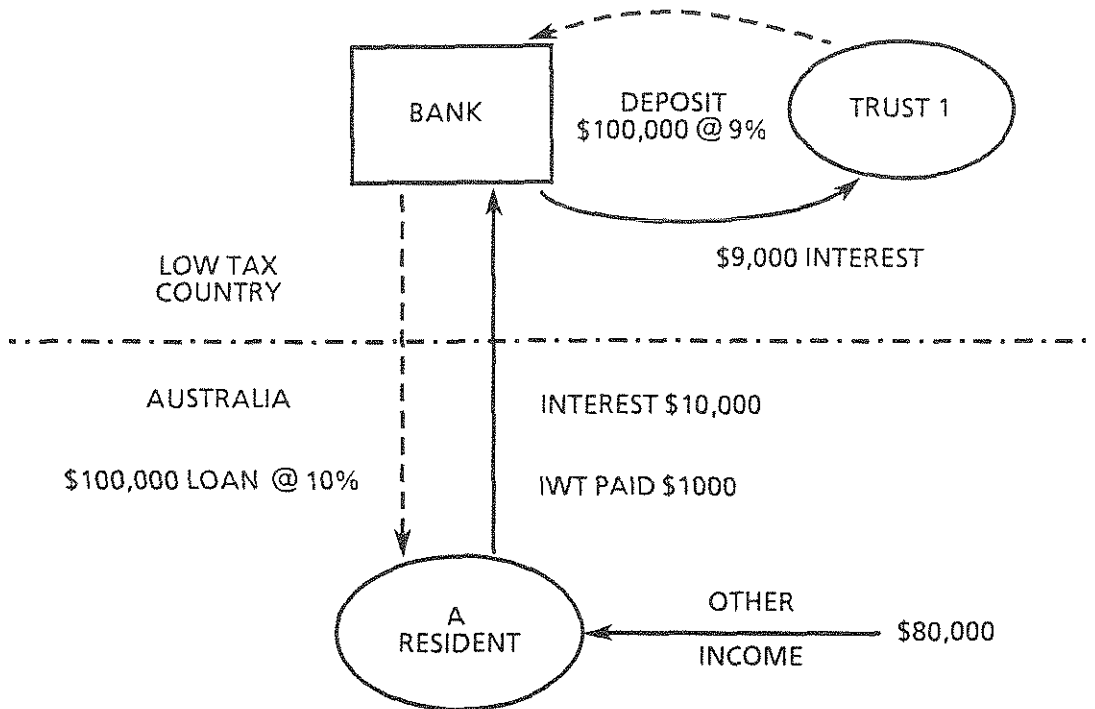 BANK
DEPOSIT
$100,000 @ 9%
TRUST 1
$9,000 INTEREST
LOW TAX
COUNTRY
AUSTRALIA
INTEREST $10,000
$100,000 LOAN @ 10%
IWT PAID $1000
A
RESIDENT
OTHER
INCOME
$80,000